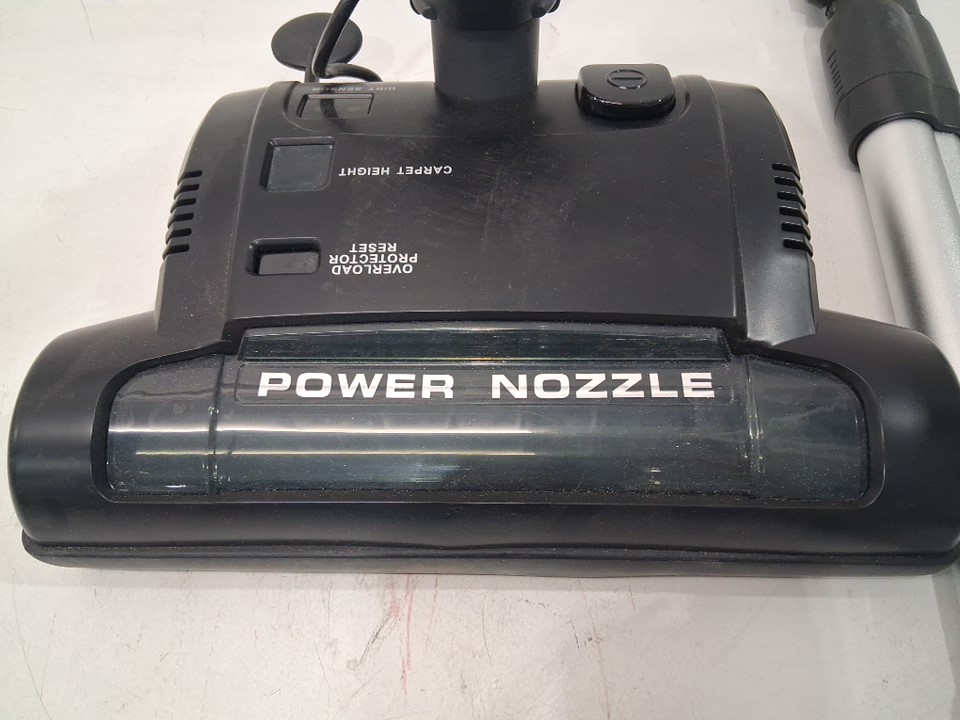 DIRT SENSOR
CARPET HEIGHT
OVERLOAD
PROTECTOR
RESET
POWER NOZZLE